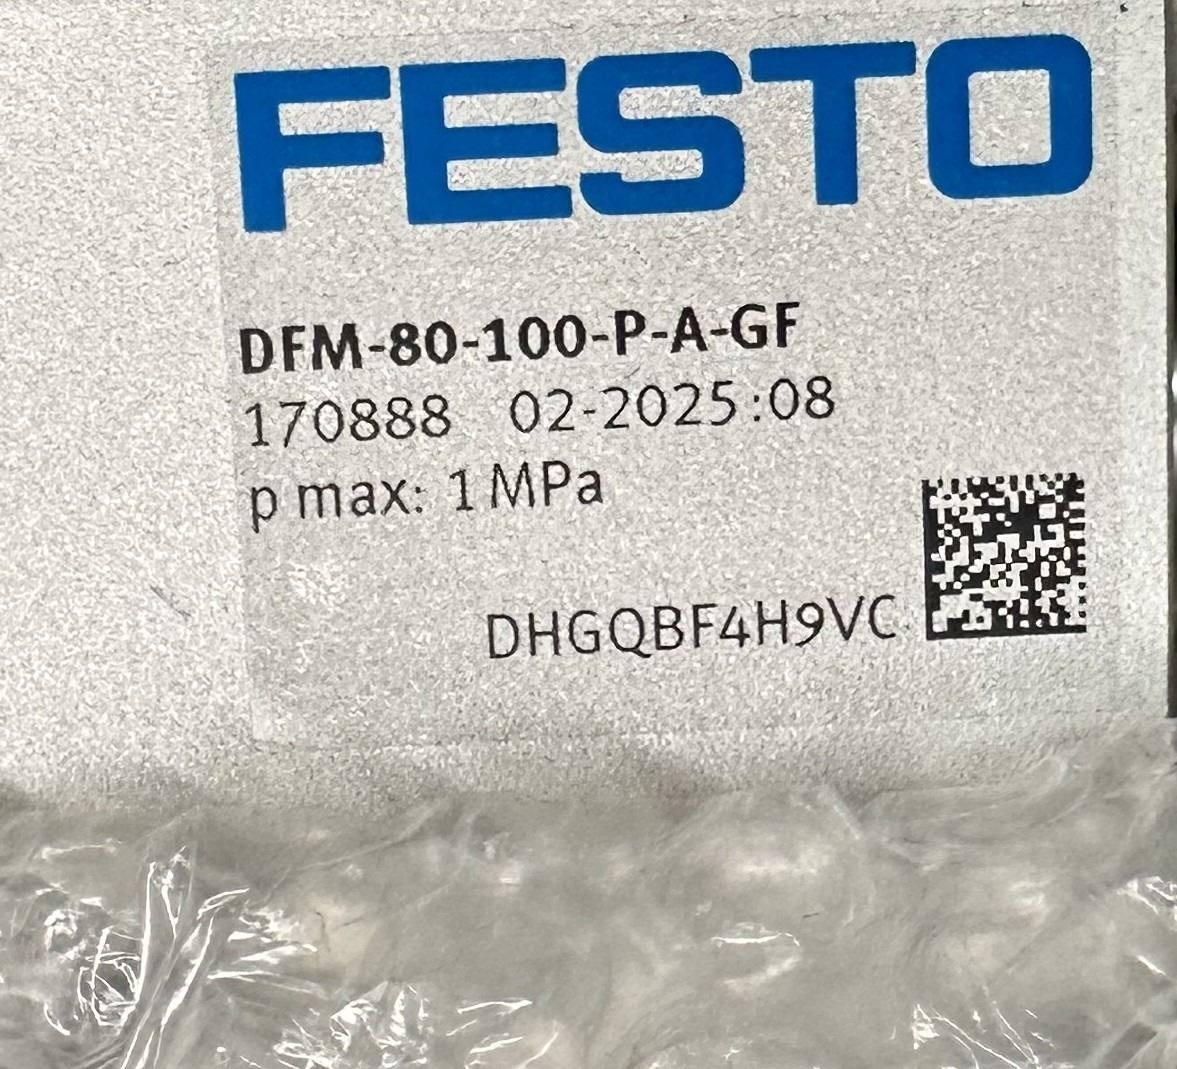 FESTO
DFM-80-100-P-A-GF
170888 02-2025:08
p max: 1 MPa
DHGQBF4H9VC